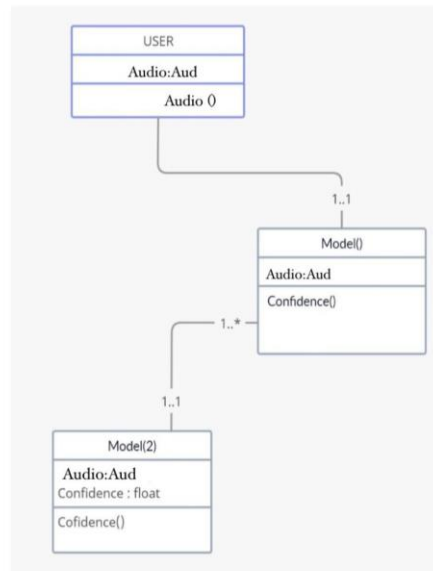 USER
Audio:Aud
Audio ()
1..1
Model()
Audio:Aud
Confidence()
1..*
1..1
Model(2)
Audio:Aud
Confidence : float
Cofidence()